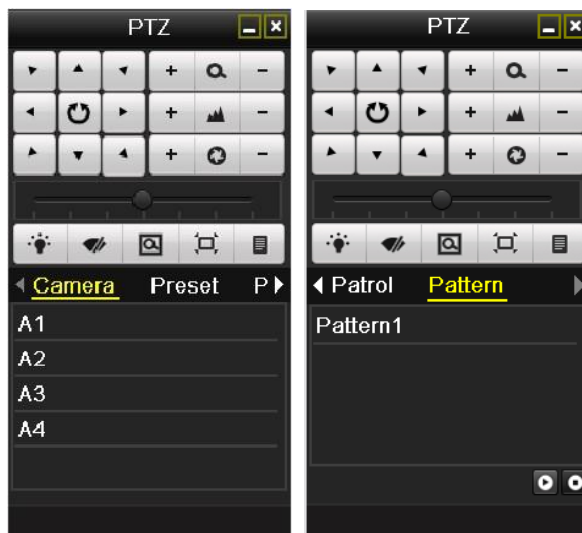 PTZ
Camera Preset P
A1
A2
A3
A4
PTZ
Patrol Pattern
Pattern1